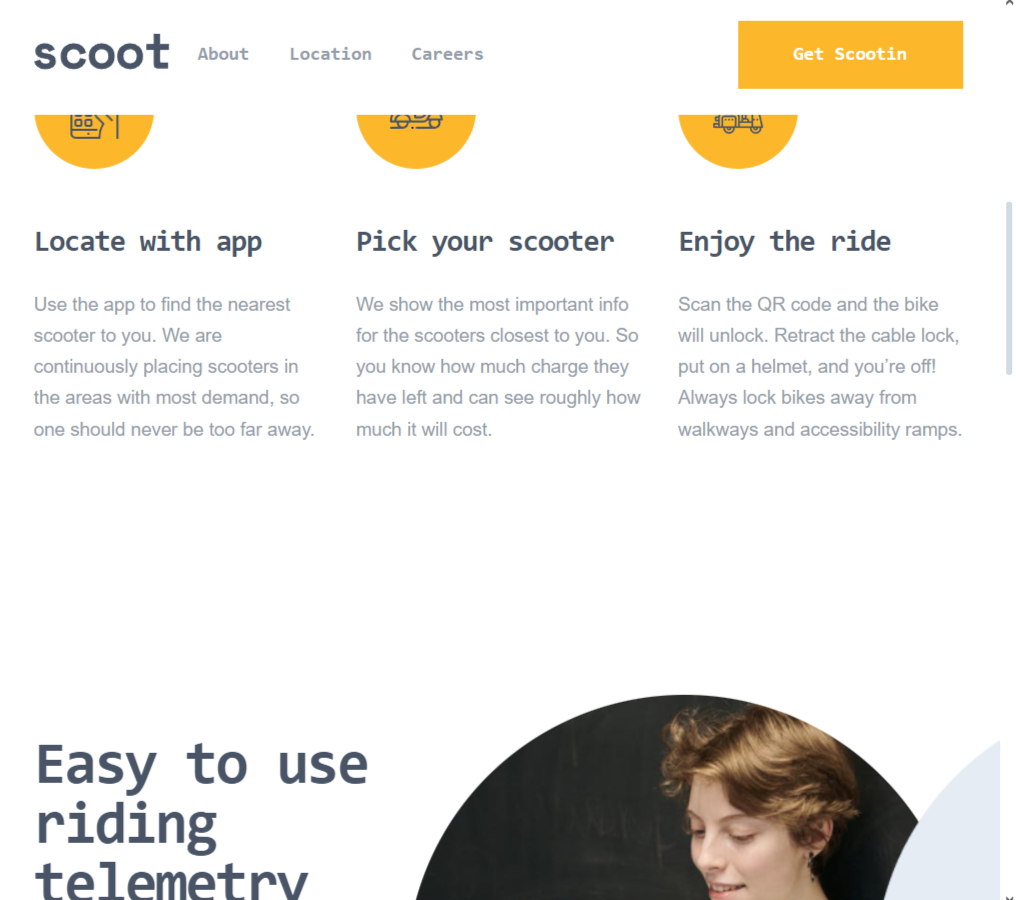 scoot About Location Careers Get Scootin
Locate with app
Use the app to find the nearest
scooter to you. We are
continuously placing scooters in
the areas with most demand, so
one should never be too far away.
Pick your scooter
We show the most important info
for the scooters closest to you. So
you know how much charge they
have left and can see roughly how
much it will cost.
Enjoy the ride
Scan the QR code and the bike
will unlock. Retract the cable lock,
put on a helmet, and you’re off!
Always lock bikes away from
walkways and accessibility ramps.
Easy to use
riding
telemetry